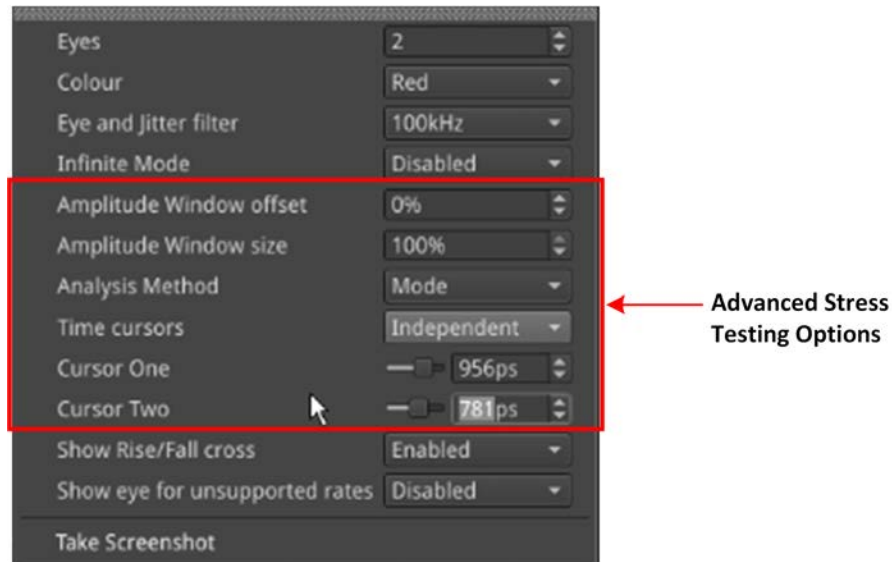 Eyes 2
Colour Red
Eye and Jitter filter 100kHz
Infinite Mode Disabled
Amplitude Window offset 0%
Amplitude Window size 100%
Analysis Method Mode
Time cursors Independent
Cursor One 956ps
Cursor Two 781ps
Show Rise/Fall cross Enabled
Show eye for unsupported rates Disabled
Take Screenshot
Advanced Stress
Testing Options